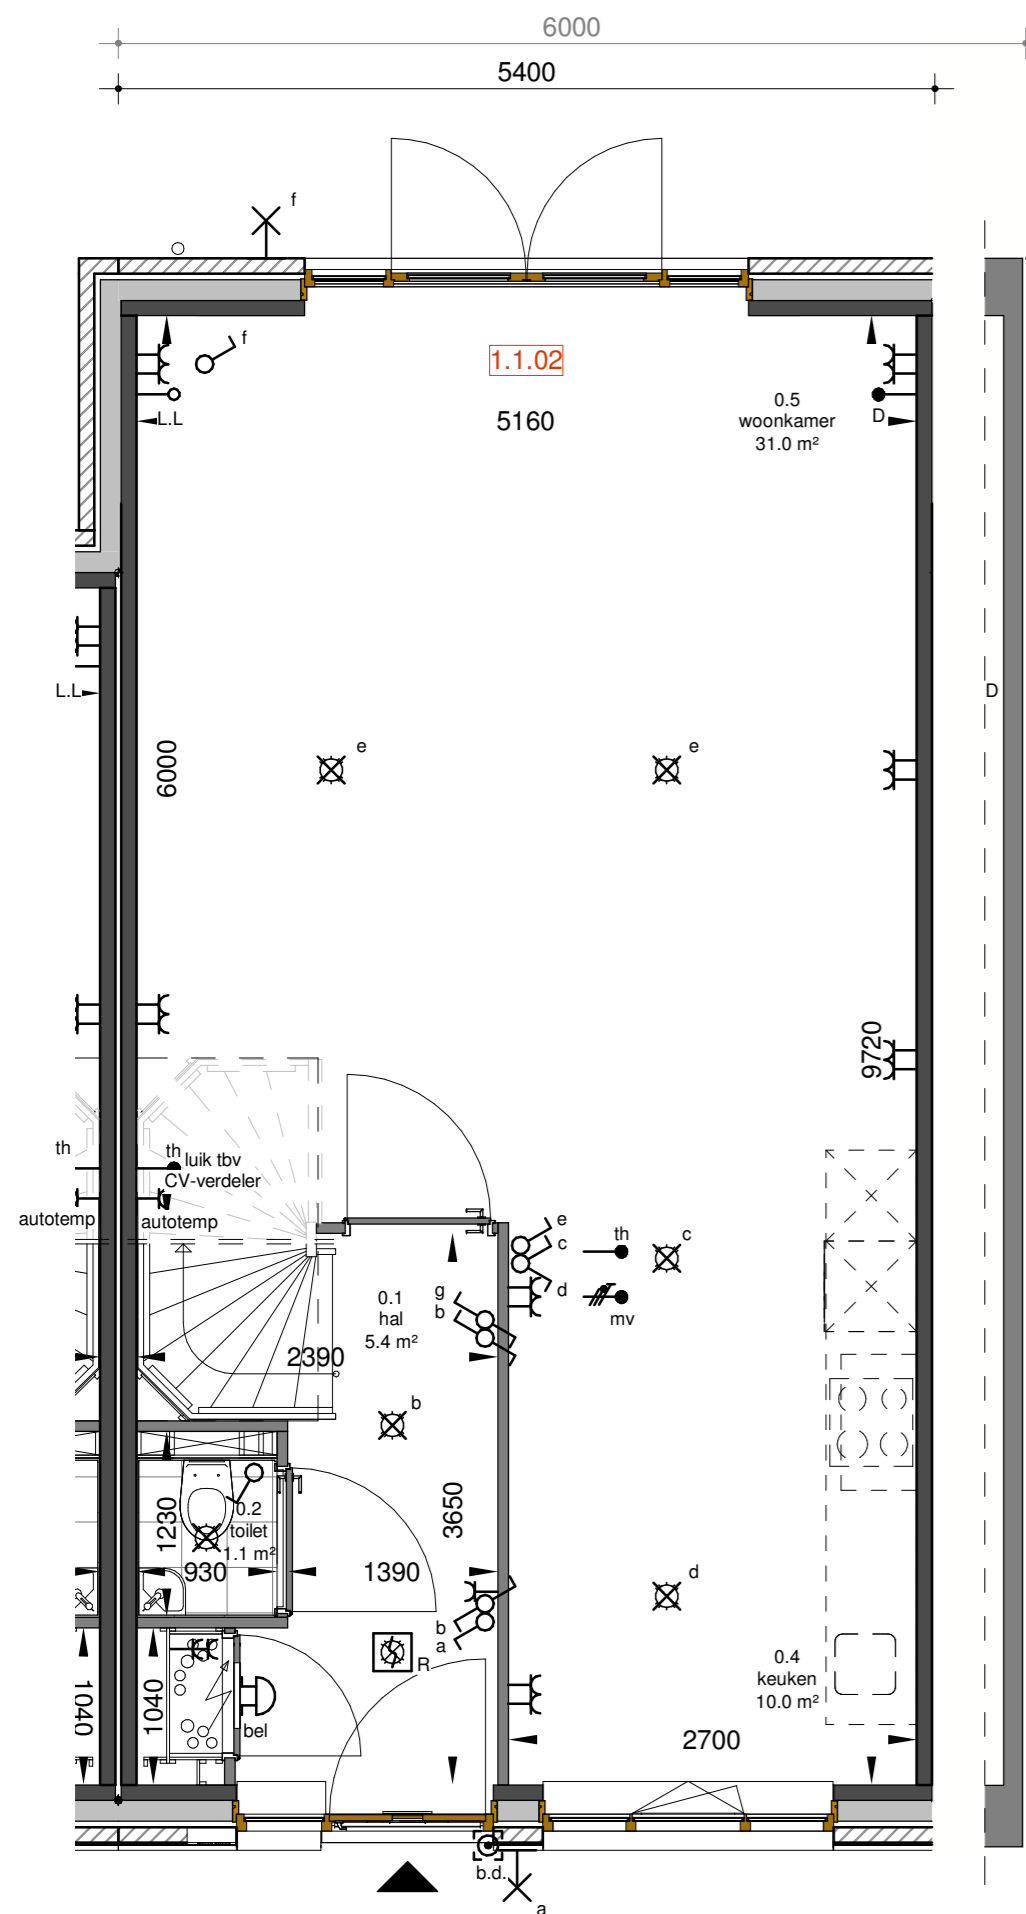 6000
5400
f
f
1.1.02
5160
0.5
woonkamer
31.0 m²
L.L
D
L.L
D
6000
e
e
9720
th
th
luik tbv
CV-verdeler
autotemp
autotemp
e
c
d
th
mv
c
g
b
0.1
hal
5.4 m²
2390
b
3650
1230
0.2
toilet
1.1 m²
930
1390
d
b
a
R
1040
1040
bel
0.4
keuken
10.0 m²
2700
b.d.
a